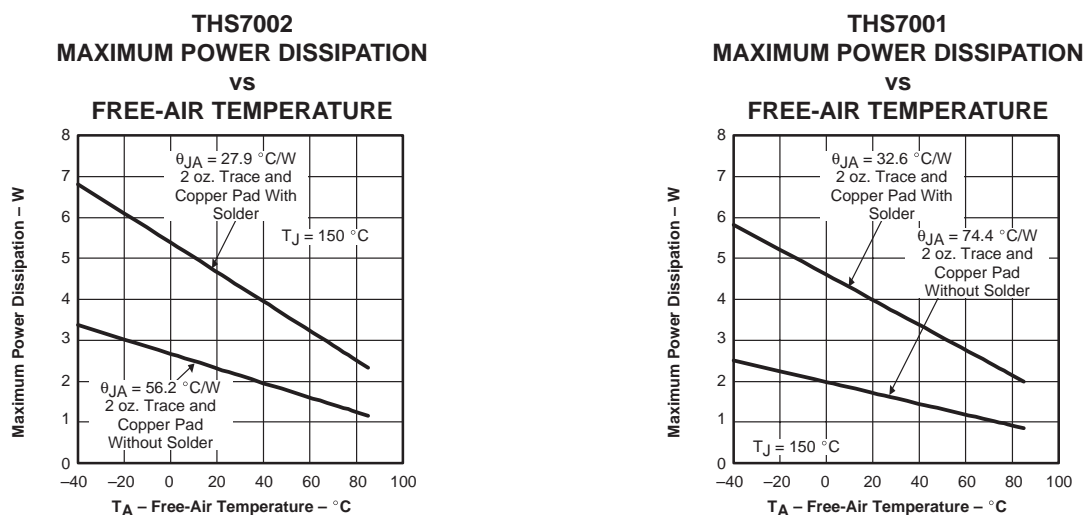 THS7002
MAXIMUM POWER DISSIPATION
vs
FREE-AIR TEMPERATURE
8
7
6
5
4
3
2
1
0
Maximum Power Dissipation – W
θJA = 27.9 °C/W
2 oz. Trace and
Copper Pad With
Solder
TJ = 150 °C
θJA = 56.2 °C/W
2 oz. Trace and
Copper Pad
Without Solder
–40 –20 0 20 40 60 80 100
TA – Free-Air Temperature – °C
THS7001
MAXIMUM POWER DISSIPATION
vs
FREE-AIR TEMPERATURE
8
7
6
5
4
3
2
1
0
Maximum Power Dissipation – W
θJA = 32.6 °C/W
2 oz. Trace and
Copper Pad With
Solder
θJA = 74.4 °C/W
2 oz. Trace and
Copper Pad
Without Solder
TJ = 150 °C
–40 –20 0 20 40 60 80 100
TA – Free-Air Temperature – °C